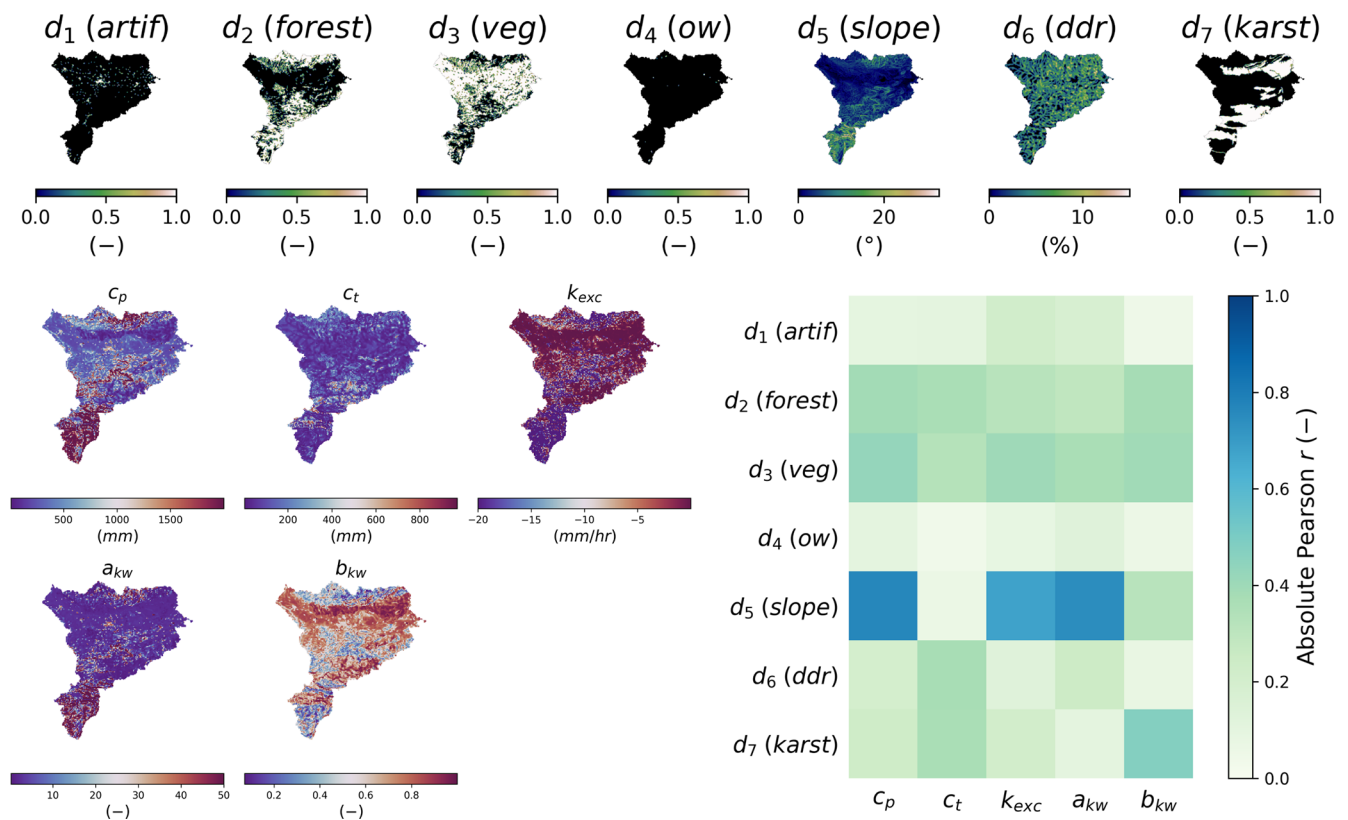 d1 (artif) d2 (forest) d3 (veg) d4 (ow) d5 (slope) d6 (ddr) d7 (karst)
0.0 0.5 1.0 0.0 0.5 1.0 0.0 0.5 1.0 0.0 0.5 1.0 0 20 0 10 0.0 0.5 1.0
(−) (−) (−) (−) (°) (%) (−)
cp ct kexc
500 1000 1500 200 400 600 800 −20 −15 −10 −5
(mm) (mm) (mm/hr)
akw bkw
10 20 30 40 50 0.2 0.4 0.6 0.8
(−) (−)
d1 (artif)
d2 (forest)
d3 (veg)
d4 (ow)
d5 (slope)
d6 (ddr)
d7 (karst)
cp ct kexc akw bkw
1.0
0.8
0.6
0.4
0.2
0.0
Absolute Pearson r (−)